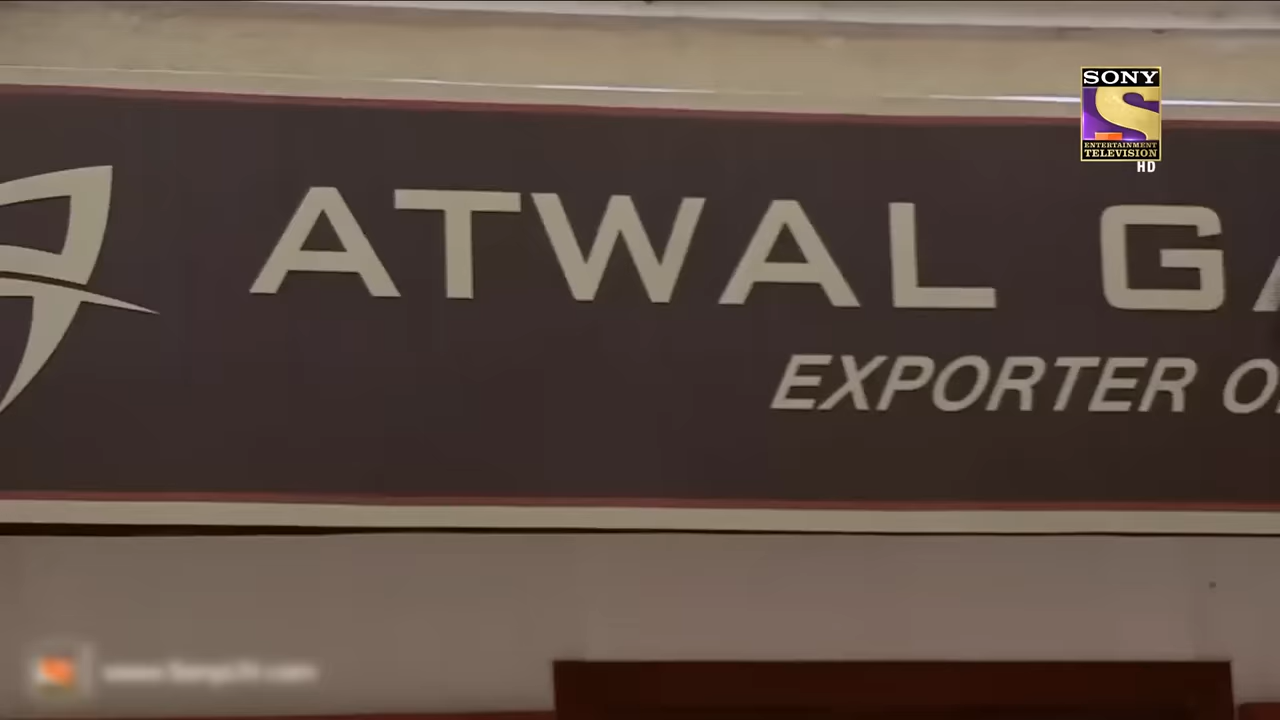 SONY
ENTERTAINMENT
TELEVISION
HD
ATWAL G
EXPORTER